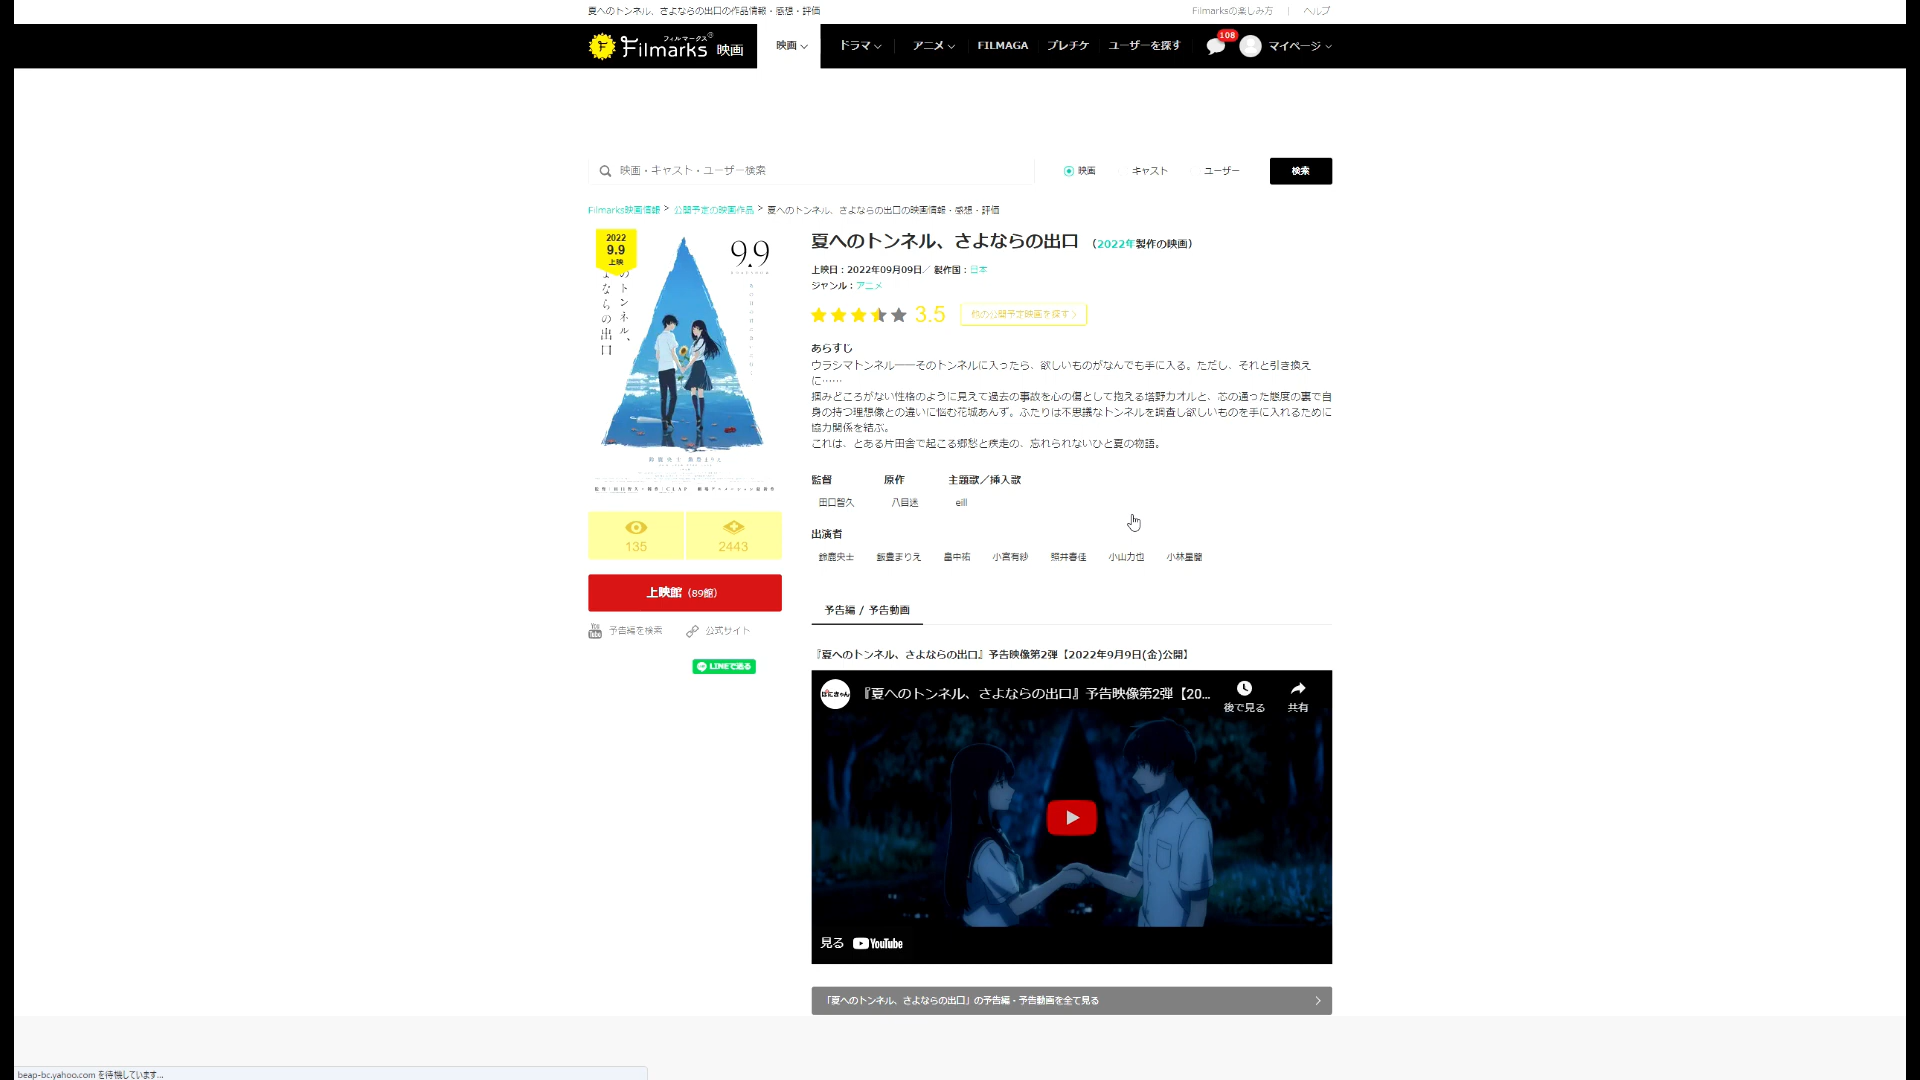 夏へのトンネル、さよならの出口の作品情報・感想・評価
Filmarksの楽しみ方 | ヘルプ
フィルマークス
Filmarks 映画
映画 ドラマ アニメ FILMAGA プレチケ ユーザーを探す 108 マイページ
映画・キャスト・ユーザー検索 映画 キャスト ユーザー 検索
Filmarks映画情報 > 公開予定の映画作品 > 夏へのトンネル、さよならの出口の映画情報・感想・評価
2022
9.9
上映
9.9
夏へのトンネル、さよならの出口 (2022年製作の映画)
上映日:2022年09月09日/ 製作国:日本
ジャンル:アニメ
3.5 他の公開予定映画を探す >
あらすじ
ウラシマトンネル――そのトンネルに入ったら、欲しいものがなんでも手に入る。ただし、それと引き換え
に……
掴みどころがない性格のように見えて過去の事故を心の傷として抱える塔野カオルと、芯の通った態度の裏で自
身の持つ理想像との違いに悩む花城あんず。ふたりは不思議なトンネルを調査し欲しいものを手に入れるために
協力関係を結ぶ。
これは、とある片田舎で起こる郷愁と疾走の、忘れられないひと夏の物語。
監督 原作 主題歌/挿入歌
田口智久 八目迷 eill
出演者
鈴鹿央士 飯豊まりえ 畠中祐 小宮有紗 照井春佳 小山力也 小林星蘭
135 2443
上映館 (89館)
予告編を検索 公式サイト
LINEで送る
予告編 / 予告動画
『夏へのトンネル、さよならの出口』予告映像第2弾【2022年9月9日(金)公開】
ぽにきゃん 『夏へのトンネル、さよならの出口』予告映像第2弾【20... 後で見る 共有
見る YouTube
「夏へのトンネル、さよならの出口」の予告編・予告動画を全て見る
beap-bc.yahoo.com を待機しています...